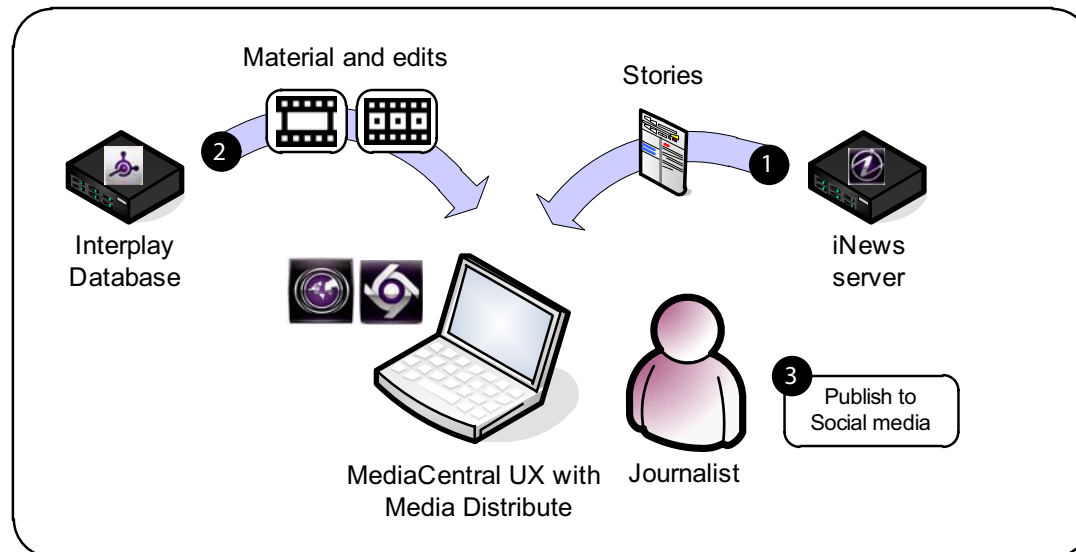 Material and edits
Stories
2
1
Interplay
Database
iNews
server
3
Publish to
Social media
MediaCentral UX with
Media Distribute
Journalist